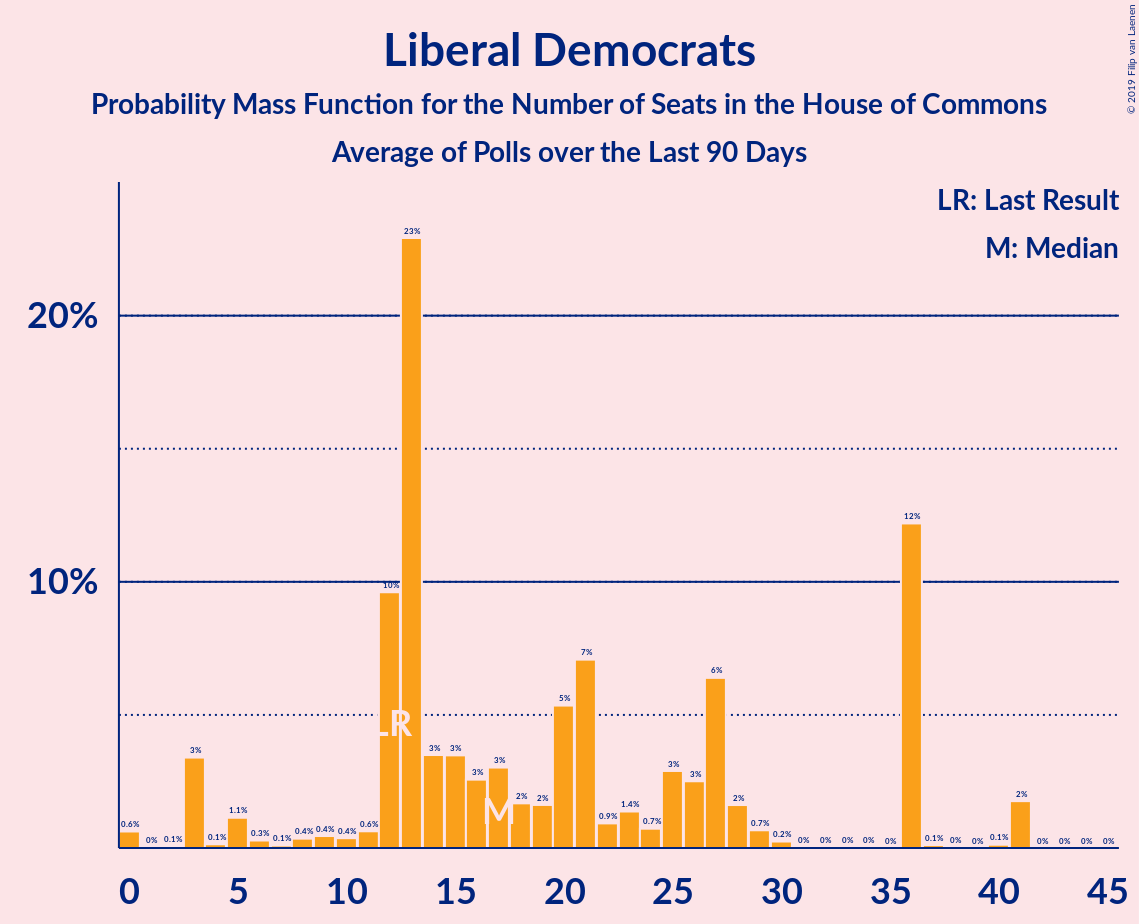 © 2019 Filip van Laenen
Liberal Democrats
Probability Mass Function for the Number of Seats in the House of Commons
Average of Polls over the Last 90 Days
LR: Last Result
M: Median
23%
20%
12%
10%
10%
7%
6%
5%
LR
3% 3% 3% 3% 3% 3% 3%
2% 2% 2% 2%
M
0.6% 0% 0.1% 0.1% 1.1% 0.3% 0.1% 0.4% 0.4% 0.4% 0.6% 0.9% 1.4% 0.7% 0.7% 0.2% 0% 0% 0% 0% 0% 0.1% 0% 0% 0.1% 0% 0% 0% 0%
0 5 10 15 20 25 30 35 40 45